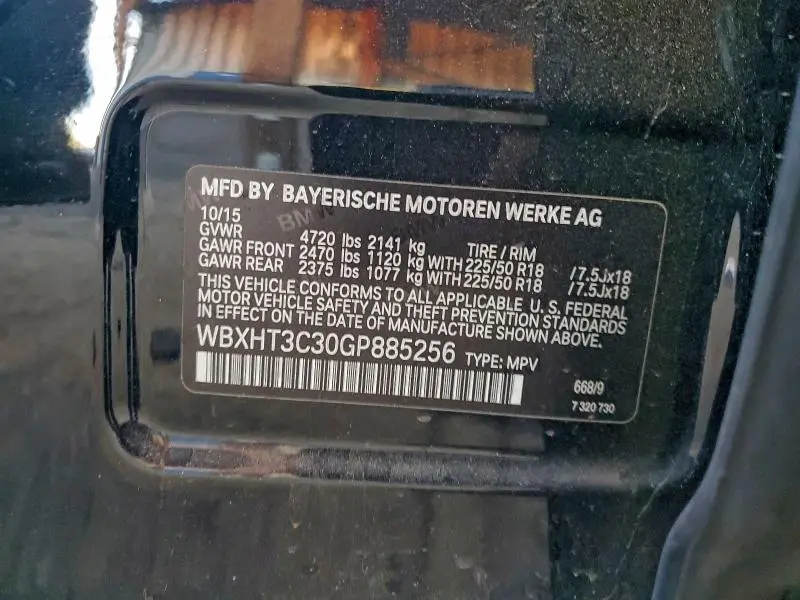 MFD BY BAYERISCHE MOTOREN WERKE AG
10/15
GVWR 4720 lbs 2141 kg TIRE / RIM
GAWR FRONT 2470 lbs 1120 kg WITH 225/50 R18 /7.5Jx18
GAWR REAR 2375 lbs 1077 kg WITH 225/50 R18 /7.5Jx18
THIS VEHICLE CONFORMS TO ALL APPLICABLE U.S. FEDERAL
MOTOR VEHICLE SAFETY AND THEFT PREVENTION STANDARDS
IN EFFECT ON THE DATE OF MANUFACTURE SHOWN ABOVE.
WBXHT3C30GP885256 TYPE: MPV
668/9
7 320 730